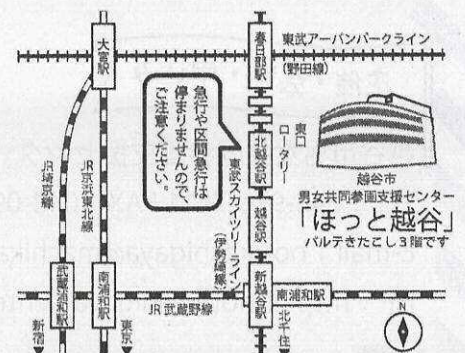 大宮駅
春日部駅
東武アーバンパークライン
(野田線)
急行や区間急行は
停まりませんので、
ご注意ください。
北越谷駅
東口
ロータリー
越谷市
男女共同参画支援センター
「ほっと越谷」
パルテきたこし3階です
JR埼京線
JR京浜東北線
東武スカイツリーライン
(伊勢崎線)
越谷駅
武蔵浦和駅
南浦和駅
新越谷駅
南浦和駅
JR武蔵野線
新宿
東京
北千住
N